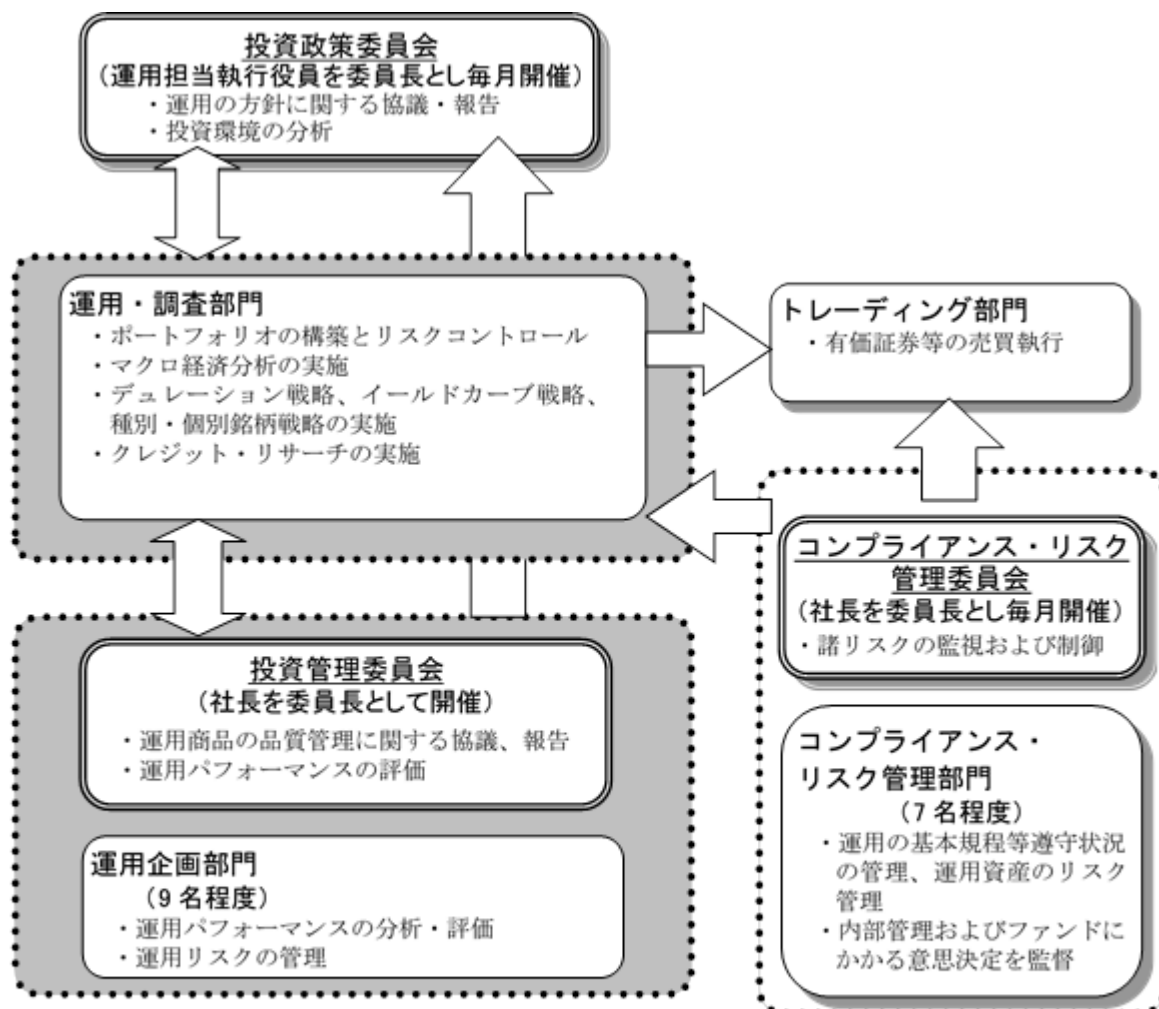 投資政策委員会
（運用担当執行役員を委員長とし毎月開催）
・運用の方針に関する協議・報告
・投資環境の分析
運用・調査部門
・ポートフォリオの構築とリスクコントロール
・マクロ経済分析の実施
・デュレーション戦略、イールドカーブ戦略、
種別・個別銘柄戦略の実施
・クレジット・リサーチの実施
トレーディング部門
・有価証券等の売買執行
コンプライアンス・リスク
管理委員会
（社長を委員長とし毎月開催）
・諸リスクの監視および制御
投資管理委員会
（社長を委員長として開催）
・運用商品の品質管理に関する協議、報告
・運用パフォーマンスの評価
運用企画部門
（9名程度）
・運用パフォーマンスの分析・評価
・運用リスクの管理
コンプライアンス・
リスク管理部門
（7名程度）
・運用の基本規程等遵守状況
の管理、運用資産のリスク
管理
・内部管理およびファンドに
かかる意思決定を監督